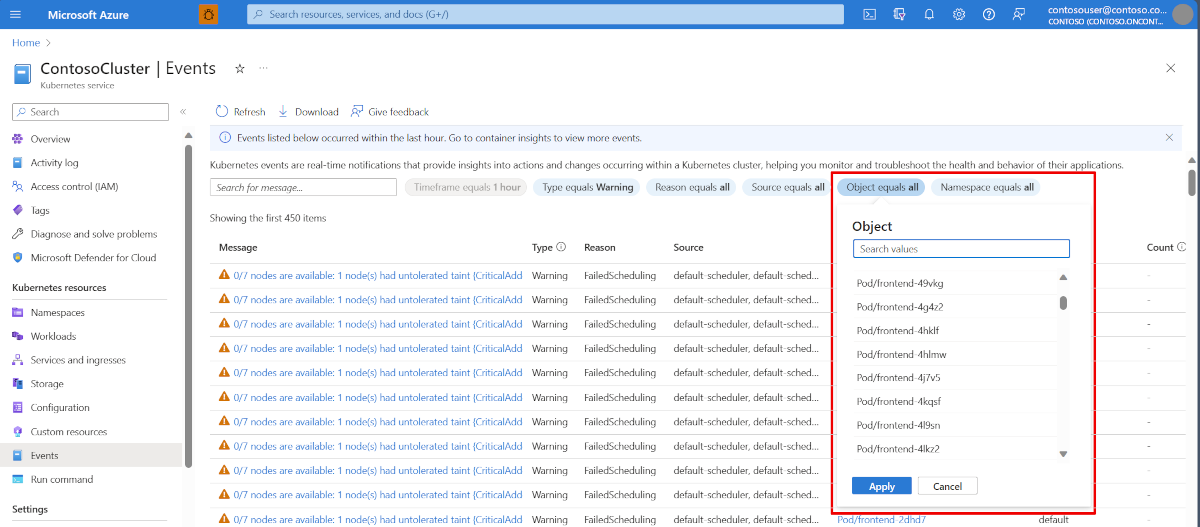 Microsoft Azure
Search resources, services, and docs (G+/)
contosouser@contoso.co...
CONTOSO (CONTOSO.ONCONT...
Home
ContosoCluster | Events
Kubernetes service
Search
Overview
Activity log
Access control (IAM)
Tags
Diagnose and solve problems
Microsoft Defender for Cloud
Kubernetes resources
Namespaces
Workloads
Services and ingresses
Storage
Configuration
Custom resources
Events
Run command
Settings
Refresh
Download
Give feedback
Events listed below occurred within the last hour. Go to container insights to view more events.
Kubernetes events are real-time notifications that provide insights into actions and changes occurring within a Kubernetes cluster, helping you monitor and troubleshoot the health and behavior of their applications.
Search for message...
Timeframe equals 1 hour
Type equals Warning
Reason equals all
Source equals all
Object equals all
Namespace equals all
Showing the first 450 items
Message Type Reason Source Count
0/7 nodes are available: 1 node(s) had untolerated taint {CriticalAdd Warning FailedScheduling default-scheduler, default-sched... -
0/7 nodes are available: 1 node(s) had untolerated taint {CriticalAdd Warning FailedScheduling default-scheduler, default-sched... -
0/7 nodes are available: 1 node(s) had untolerated taint {CriticalAdd Warning FailedScheduling default-scheduler, default-sched... -
0/7 nodes are available: 1 node(s) had untolerated taint {CriticalAdd Warning FailedScheduling default-scheduler, default-sched... -
0/7 nodes are available: 1 node(s) had untolerated taint {CriticalAdd Warning FailedScheduling default-scheduler, default-sched... -
0/7 nodes are available: 1 node(s) had untolerated taint {CriticalAdd Warning FailedScheduling default-scheduler, default-sched... -
0/7 nodes are available: 1 node(s) had untolerated taint {CriticalAdd Warning FailedScheduling default-scheduler, default-sched... -
0/7 nodes are available: 1 node(s) had untolerated taint {CriticalAdd Warning FailedScheduling default-scheduler, default-sched... -
0/7 nodes are available: 1 node(s) had untolerated taint {CriticalAdd Warning FailedScheduling default-scheduler, default-sched... -
0/7 nodes are available: 1 node(s) had untolerated taint {CriticalAdd Warning FailedScheduling default-scheduler, default-sched... -
0/7 nodes are available: 1 node(s) had untolerated taint {CriticalAdd Warning FailedScheduling default-scheduler, default-sched... Pod/frontend-2dhd7 default -
Object
Search values
Pod/frontend-49vkg
Pod/frontend-4g4z2
Pod/frontend-4hklf
Pod/frontend-4hlmw
Pod/frontend-4j7v5
Pod/frontend-4kqsf
Pod/frontend-4l9sn
Pod/frontend-4lkz2
Apply
Cancel